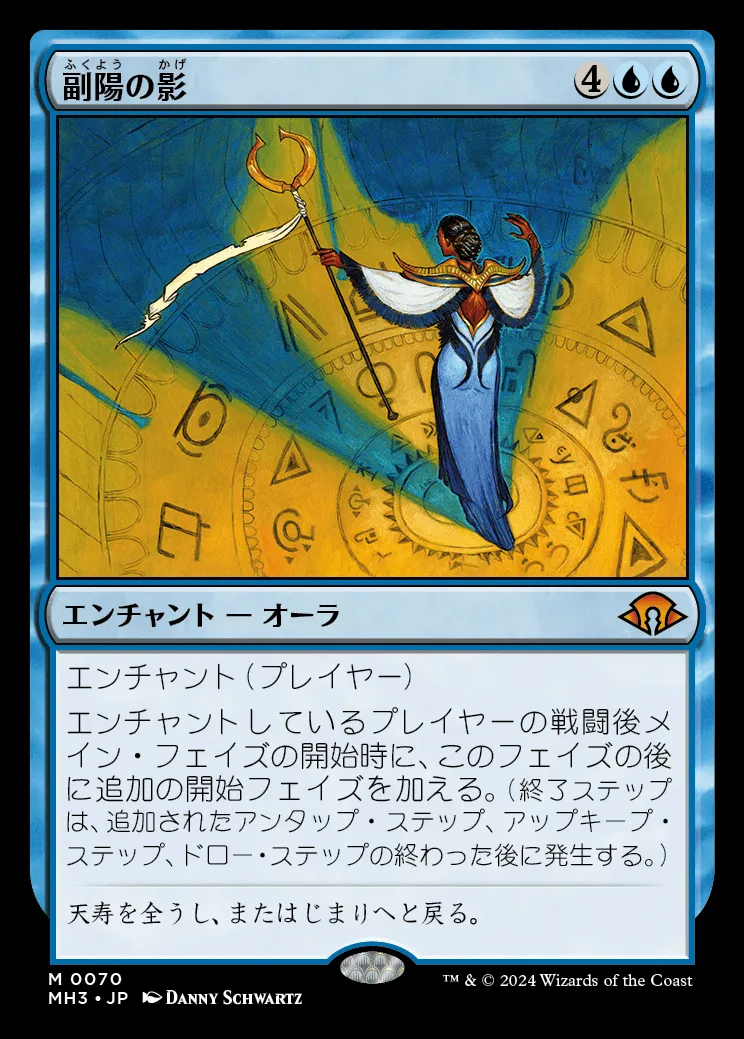 ふくよう かげ
副陽の影 4
エンチャント — オーラ
エンチャント（プレイヤー）
エンチャントしているプレイヤーの戦闘後メ
イン・フェイズの開始時に、このフェイズの後
に追加の開始フェイズを加える。（終了ステップ
は、追加されたアンタップ・ステップ、アップキープ・
ステップ、ドロー・ステップの終わった後に発生する。）
天寿を全うし、またはじまりへと戻る。
M 0070
MH3 • JP DANNY SCHWARTZ
™ & © 2024 Wizards of the Coast